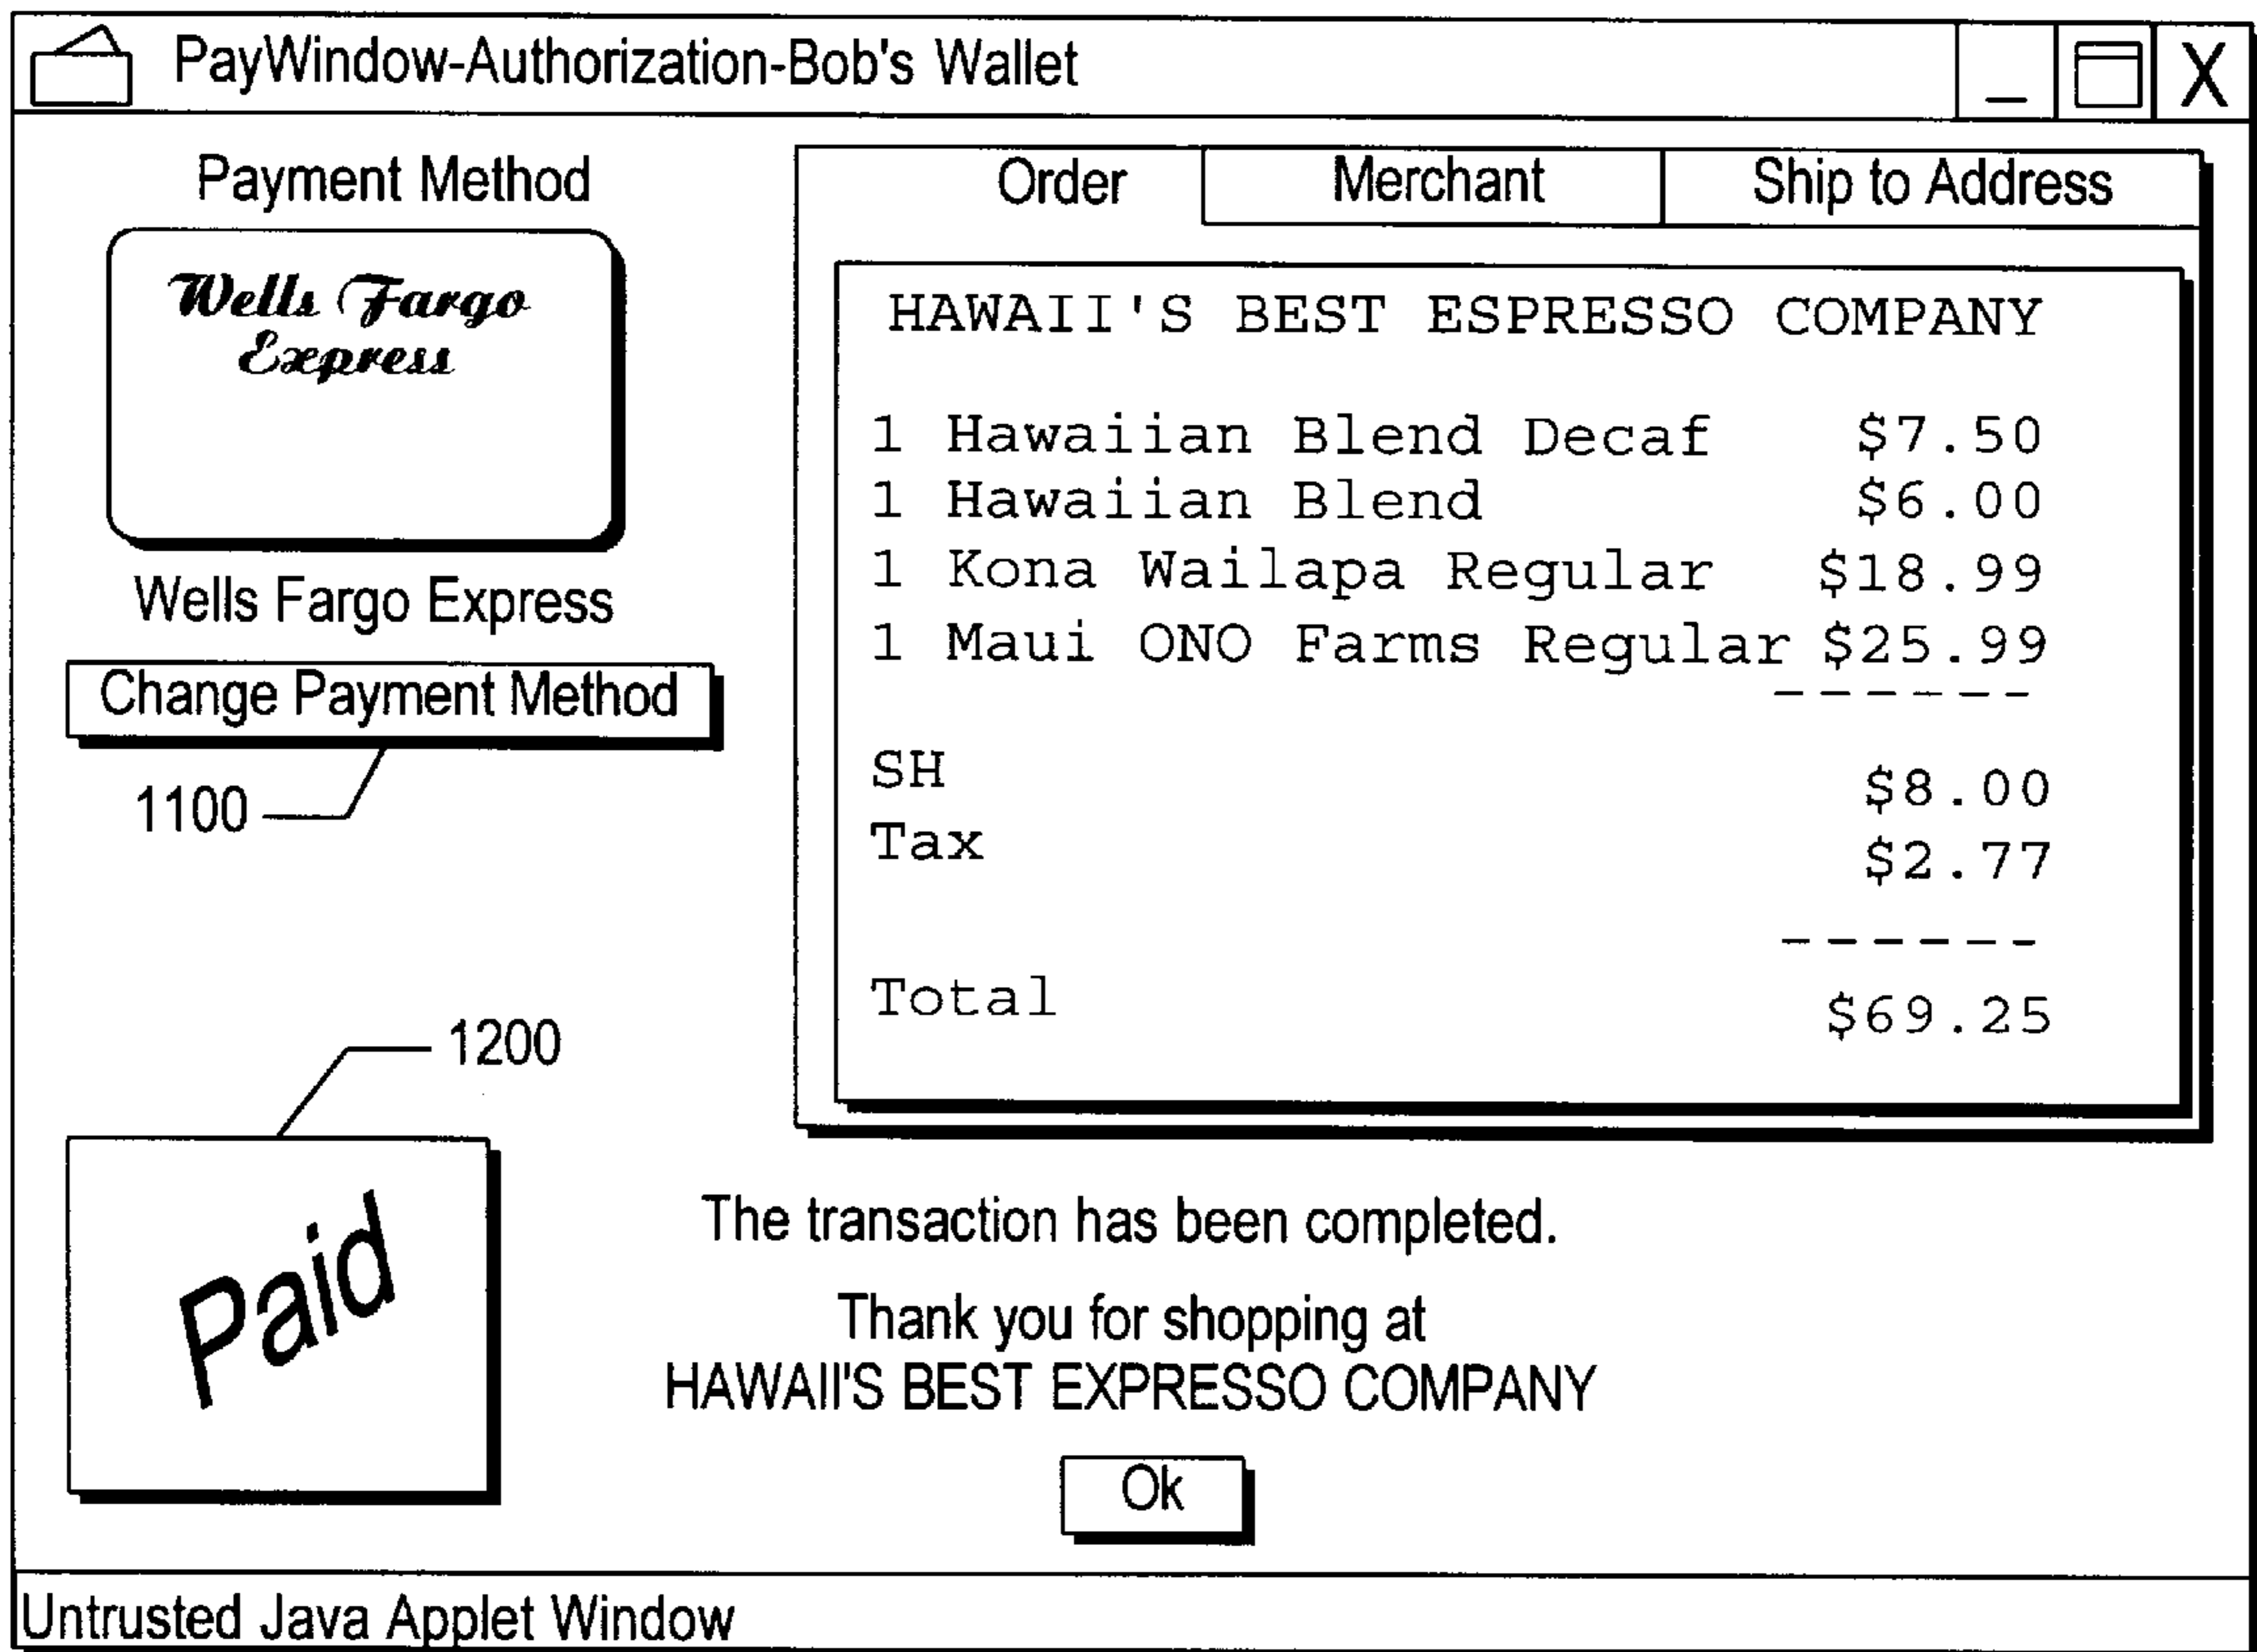 PayWindow-Authorization-Bob's Wallet
_ X
Payment Method
Wells Fargo
Express
Wells Fargo Express
Change Payment Method
1100
Order Merchant Ship to Address
HAWAII'S BEST ESPRESSO COMPANY
1 Hawaiian Blend Decaf $7.50
1 Hawaiian Blend $6.00
1 Kona Wailapa Regular $18.99
1 Maui ONO Farms Regular $25.99
------
SH $8.00
Tax $2.77
------
Total $69.25
1200
Paid
The transaction has been completed.
Thank you for shopping at
HAWAII'S BEST EXPRESSO COMPANY
Ok
Untrusted Java Applet Window